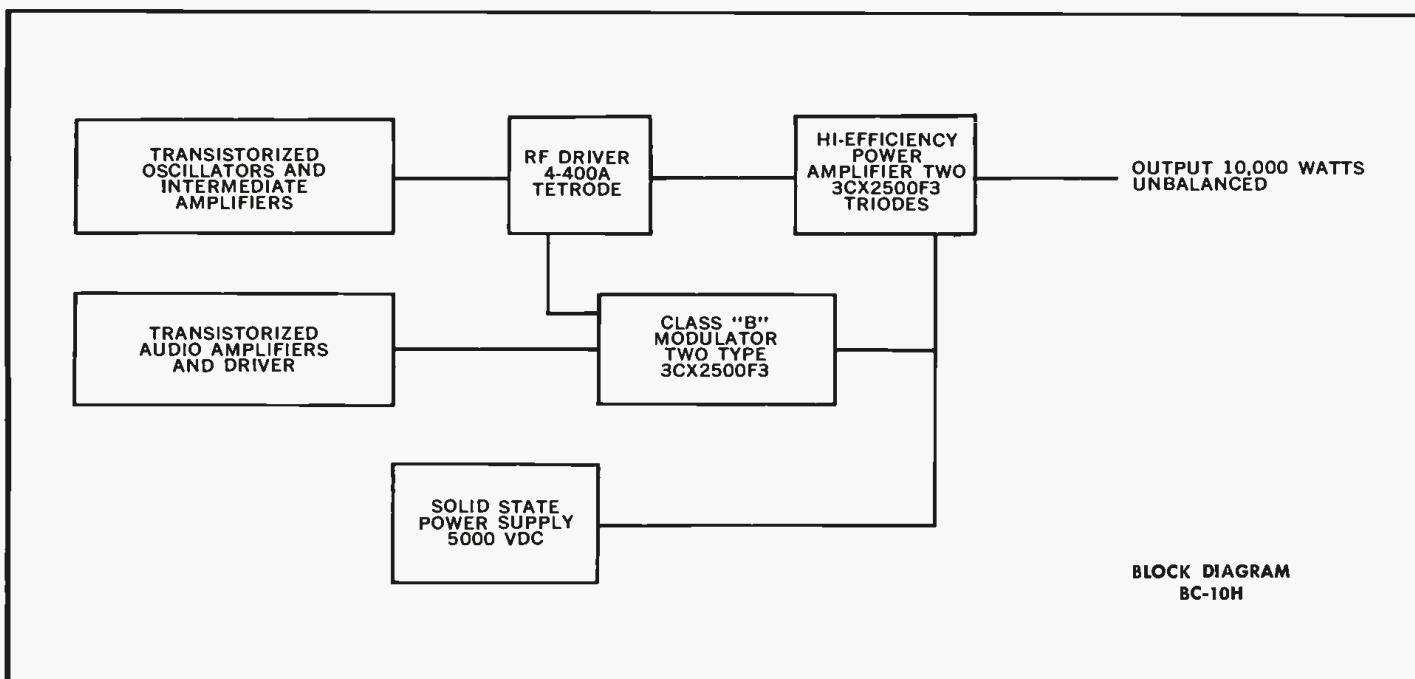 TRANSISTORIZED
OSCILLATORS AND
INTERMEDIATE
AMPLIFIERS
RF DRIVER
4-400A
TETRODE
HI-EFFICIENCY
POWER
AMPLIFIER TWO
3CX2500F3
TRIODES
OUTPUT 10,000 WATTS
UNBALANCED
TRANSISTORIZED
AUDIO AMPLIFIERS
AND DRIVER
CLASS "B"
MODULATOR
TWO TYPE
3CX2500F3
SOLID STATE
POWER SUPPLY
5000 VDC
BLOCK DIAGRAM
BC-10H